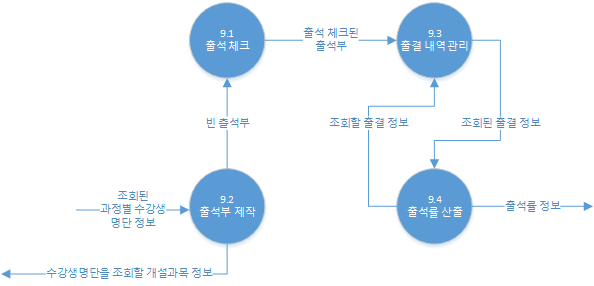 9.1
출석 체크
출석 체크된
출석부
9.3
출결 내역 관리
빈 출석부
조회할 출결 정보
조회된 출결 정보
조회된
과정별 수강생
명단 정보
9.2
출석부 제작
9.4
출석률 산출
출석률 정보
수강생명단을 조회할 개설과목 정보